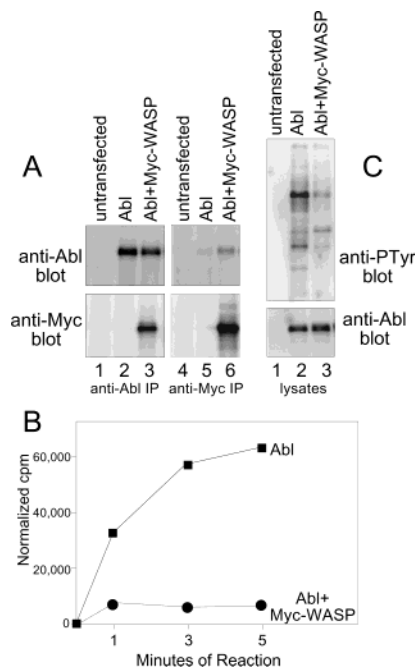 A
untransfected
Abl
Abl+Myc-WASP
untransfected
Abl
Abl+Myc-WASP
anti-Abl
blot
anti-Myc
blot
1 2 3 4 5 6
anti-Abl IP anti-Myc IP
C
untransfected
Abl
Abl+Myc-WASP
anti-PTyr
blot
anti-Abl
blot
1 2 3
lysates
B
Normalized cpm
60,000
40,000
20,000
0
Abl
Abl+
Myc-WASP
1 3 5
Minutes of Reaction